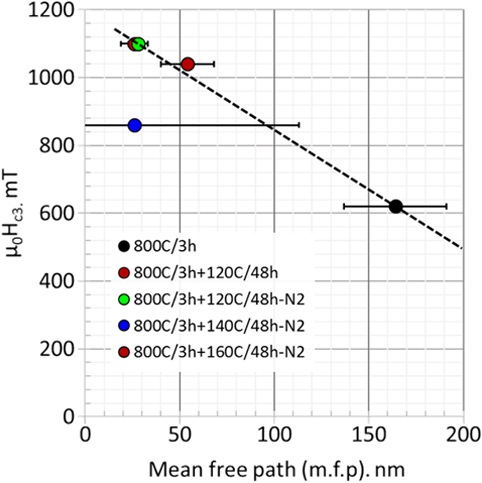 1200
1000
800
600
400
200
0
μ0Hc3. mT
800C/3h
800C/3h+120C/48h
800C/3h+120C/48h-N2
800C/3h+140C/48h-N2
800C/3h+160C/48h-N2
0 50 100 150 200
Mean free path (m.f.p). nm